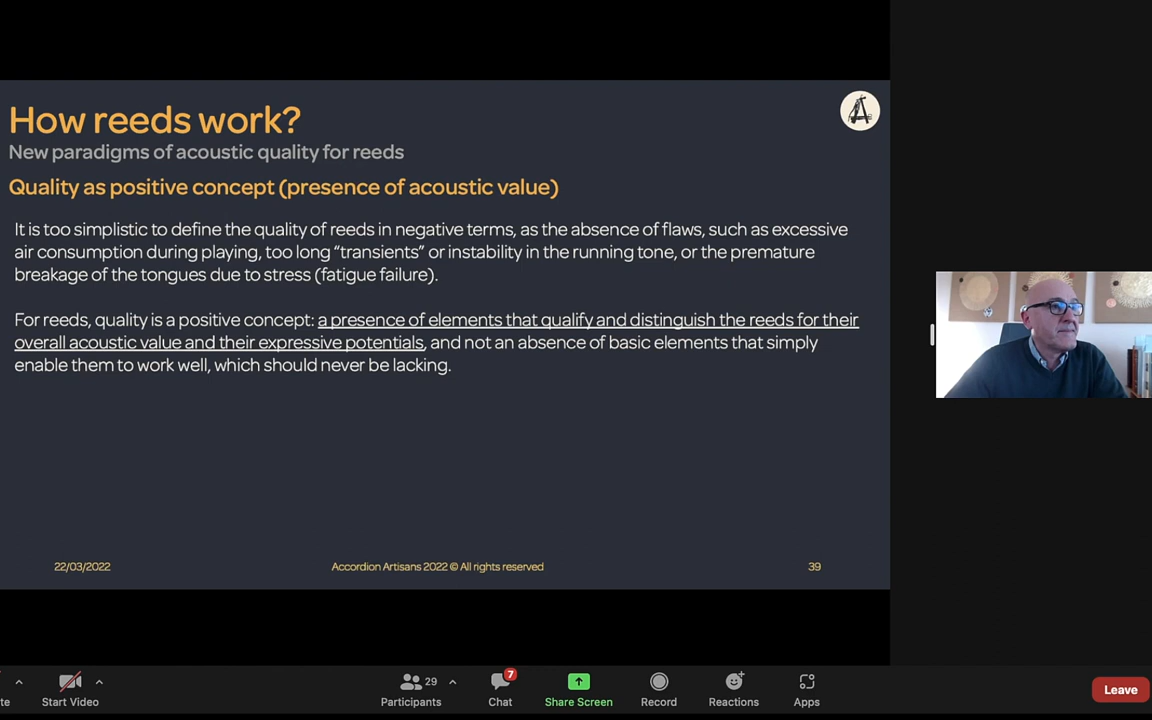 How reeds work?
New paradigms of acoustic quality for reeds
Quality as positive concept (presence of acoustic value)
It is too simplistic to define the quality of reeds in negative terms, as the absence of flaws, such as excessive
air consumption during playing, too long “transients” or instability in the running tone, or the premature
breakage of the tongues due to stress (fatigue failure).
For reeds, quality is a positive concept: a presence of elements that qualify and distinguish the reeds for their
overall acoustic value and their expressive potentials, and not an absence of basic elements that simply
enable them to work well, which should never be lacking.
22/03/2022
Accordion Artisans 2022 © All rights reserved
39
te
Start Video
29
Participants
7
Chat
Share Screen
Record
Reactions
Apps
Leave